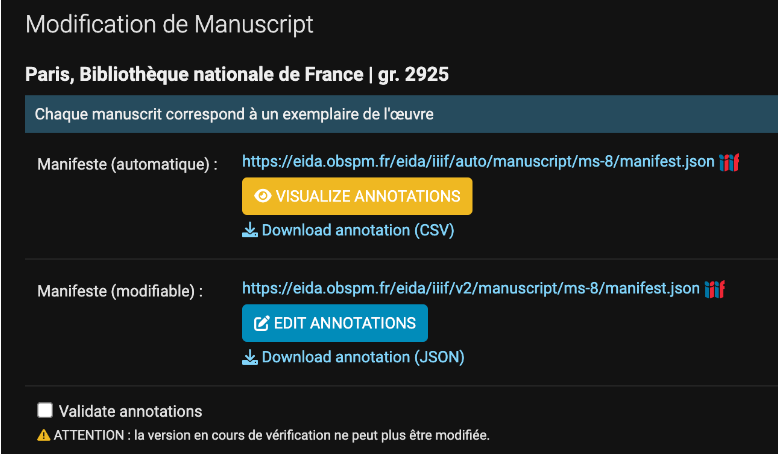 Modification de Manuscript
Paris, Bibliothèque nationale de France | gr. 2925
Chaque manuscrit correspond à un exemplaire de l'œuvre
Manifeste (automatique) : https://eida.obspm.fr/eida/iiif/auto/manuscript/ms-8/manifest.json iiif
VISUALIZE ANNOTATIONS
Download annotation (CSV)
Manifeste (modifiable) : https://eida.obspm.fr/eida/iiif/v2/manuscript/ms-8/manifest.json iiif
EDIT ANNOTATIONS
Download annotation (JSON)
Validate annotations
ATTENTION : la version en cours de vérification ne peut plus être modifiée.